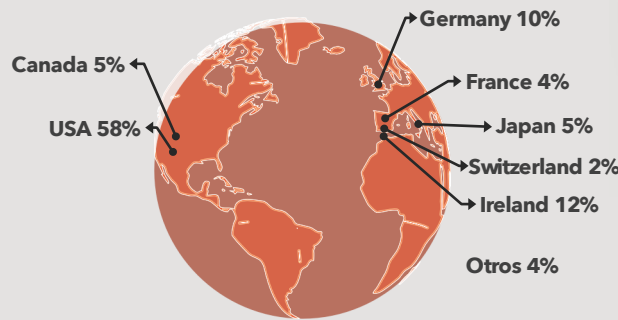 Germany 10%
Canada 5%
France 4%
USA 58%
Japan 5%
Switzerland 2%
Ireland 12%
Otros 4%